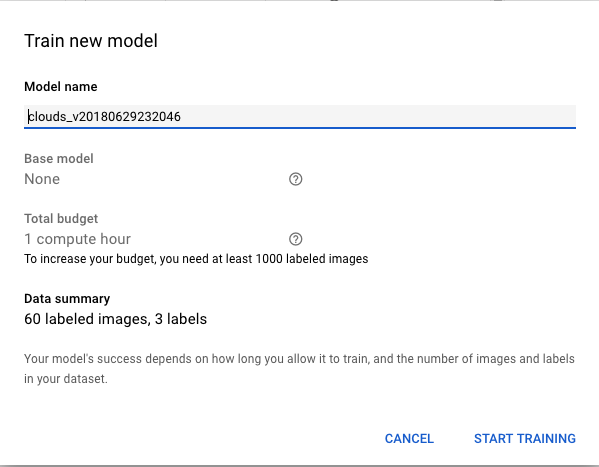 Train new model
Model name
clouds_v20180629232046
Base model
None
Total budget
1 compute hour
To increase your budget, you need at least 1000 labeled images
Data summary
60 labeled images, 3 labels
Your model's success depends on how long you allow it to train, and the number of images and labels
in your dataset.
CANCEL START TRAINING